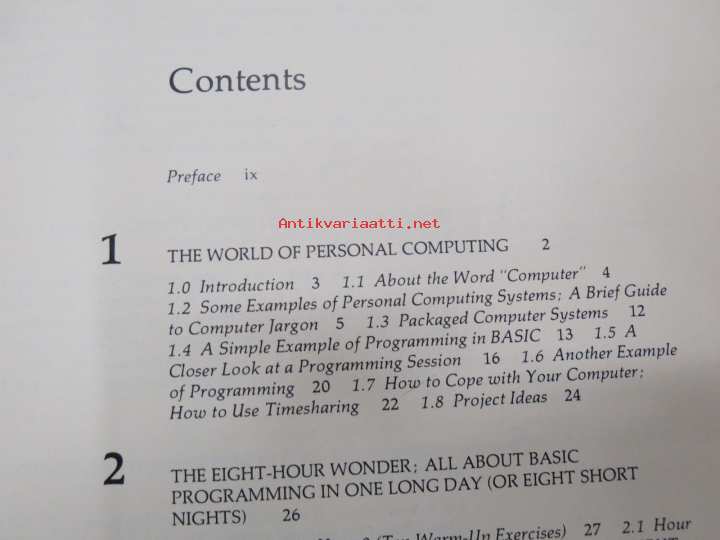 Contents
Preface ix
Antikvariaatti.net
1 THE WORLD OF PERSONAL COMPUTING 2
1.0 Introduction 3 1.1 About the Word "Computer" 4
1.2 Some Examples of Personal Computing Systems; A Brief Guide
to Computer Jargon 5 1.3 Packaged Computer Systems 12
1.4 A Simple Example of Programming in BASIC 13 1.5 A
Closer Look at a Programming Session 16 1.6 Another Example
of Programming 20 1.7 How to Cope with Your Computer:
How to Use Timesharing 22 1.8 Project Ideas 24
2 THE EIGHT-HOUR WONDER; ALL ABOUT BASIC
PROGRAMMING IN ONE LONG DAY (OR EIGHT SHORT
NIGHTS) 26
(Ten Warm-Up Exercises) 27 2.1 Hour